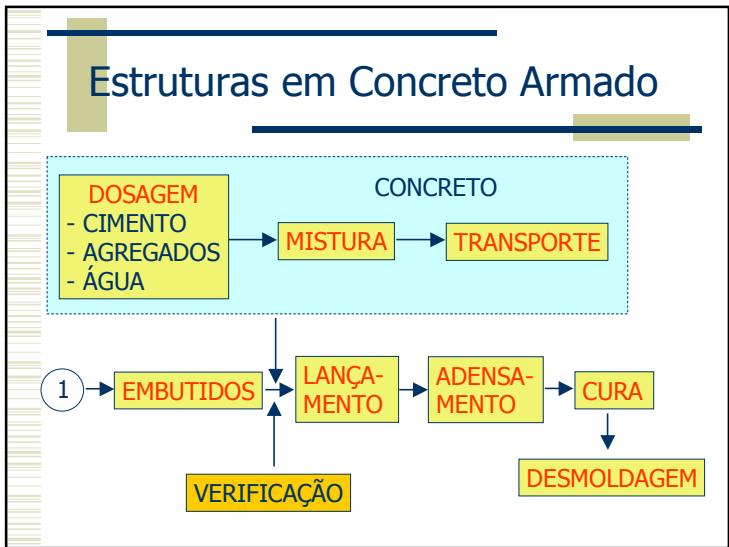 Estruturas em Concreto Armado
CONCRETO
DOSAGEM
- CIMENTO
- AGREGADOS
- ÁGUA
MISTURA
TRANSPORTE
1
EMBUTIDOS
LANÇA-
MENTO
ADENSA-
MENTO
CURA
VERIFICAÇÃO
DESMOLDAGEM